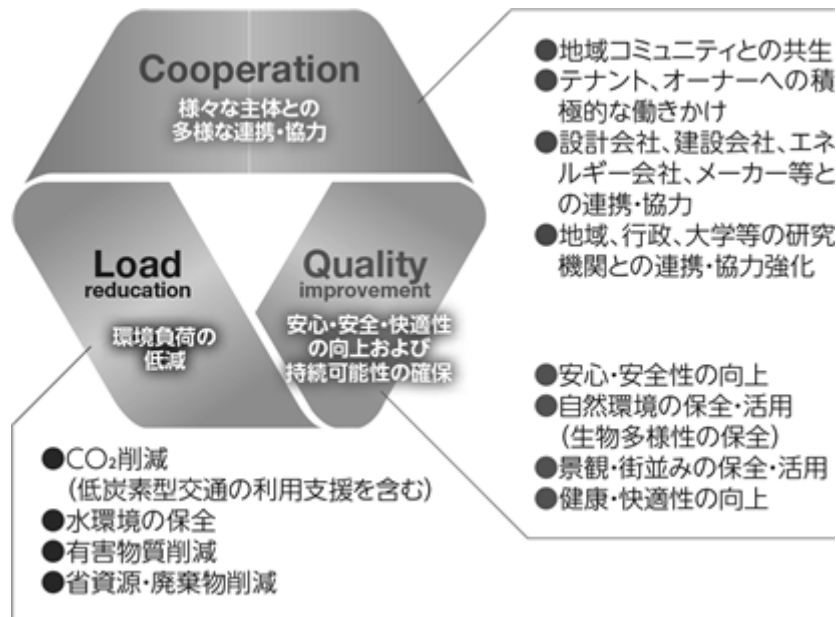 Cooperation
様々な主体との
多様な連携・協力
●地域コミュニティとの共生
●テナント、オーナーへの積
極的な働きかけ
●設計会社、建設会社、エネ
ルギー会社、メーカー等と
の連携・協力
●地域、行政、大学等の研究
機関との連携・協力強化
Load
reducation
環境負荷の
低減
Quality
improvement
安心・安全・快適性
の向上および
持続可能性の確保
●安心・安全性の向上
●自然環境の保全・活用
(生物多様性の保全)
●景観・街並みの保全・活用
●健康・快適性の向上
●CO₂削減
(低炭素型交通の利用支援を含む)
●水環境の保全
●有害物質削減
●省資源・廃棄物削減